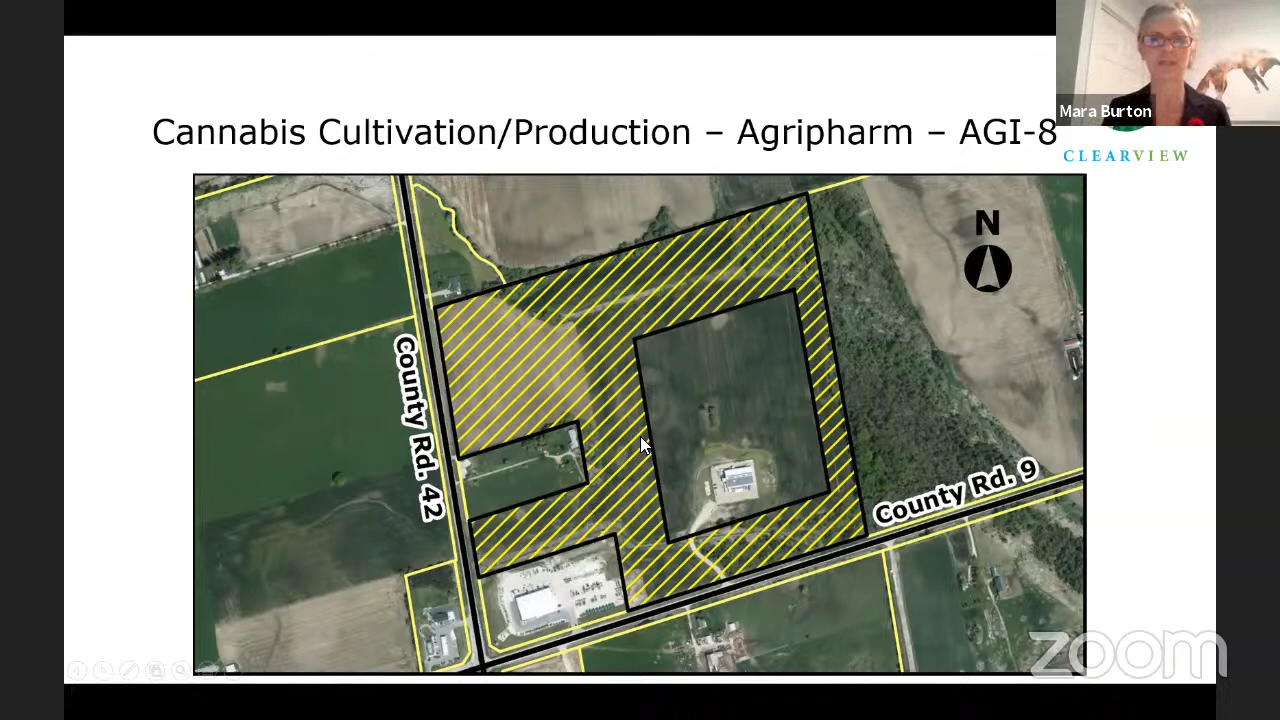 Cannabis Cultivation/Production – Agripharm – AGI-8
Mara Burton
CLEARVIEW
N
County Rd. 42
County Rd. 9
zoom